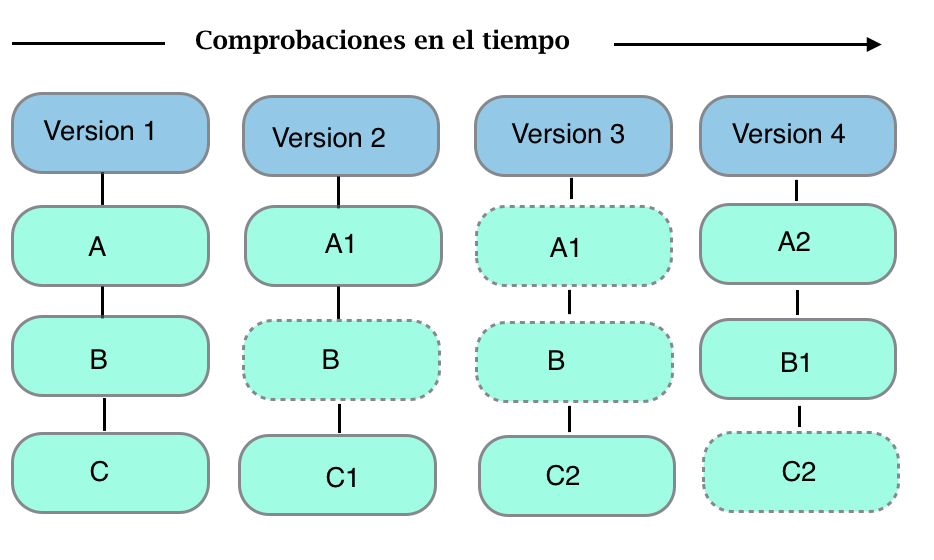 Comprobaciones en el tiempo
Version 1
Version 2
Version 3
Version 4
A
A1
A1
A2
B
B
B
B1
C
C1
C2
C2